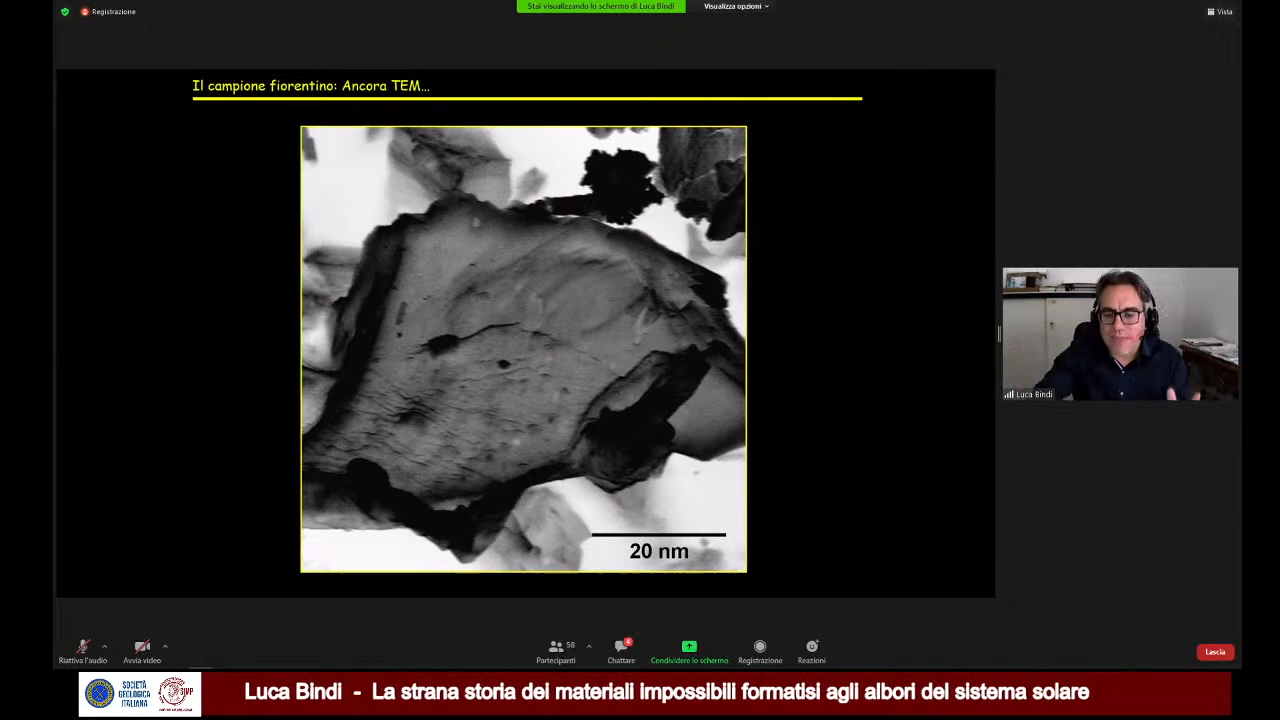 Registrazione
Stai visualizzando lo schermo di Luca Bindi
Visualizza opzioni
Vista
Il campione fiorentino: Ancora TEM...
20 nm
Luca Bindi
Riattiva l'audio
Avvia video
58
Partecipanti
4
Chattare
Condividere lo schermo
Registrazione
Reazioni
Lascia
SOCIETÀ
GEOLOGICA
ITALIANA
Luca Bindi - La strana storia dei materiali impossibili formatisi agli albori del sistema solare